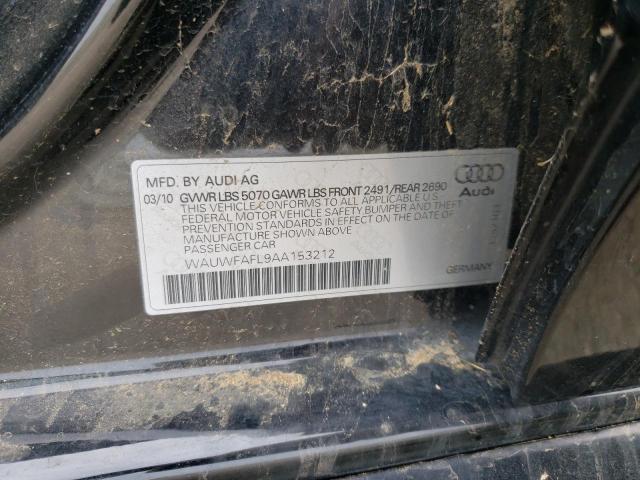 MFD. BY AUDI AG
03/10 GVWR LBS 5070 GAWR LBS FRONT 2491/REAR 2690
THIS VEHICLE CONFORMS TO ALL APPLICABLE U.S.
FEDERAL MOTOR VEHICLE SAFETY BUMPER AND THEFT
PREVENTION STANDARDS IN EFFECT ON THE DATE OF
MANUFACTURE SHOWN ABOVE
PASSENGER CAR
WAUWFAFL9AA153212
Audi
GERMANY